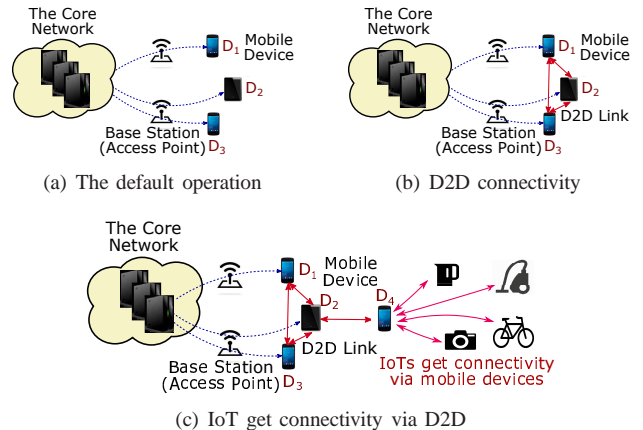 The Core
Network
D1
Mobile
Device
D2
Base Station
(Access Point)
D3
(a) The default operation
The Core
Network
D1
Mobile
Device
D2
D2D Link
Base Station
(Access Point)
D3
(b) D2D connectivity
The Core
Network
D1
Mobile
Device
D2
D4
D2D Link
Base Station
(Access Point)
D3
IoTs get connectivity
via mobile devices
(c) IoT get connectivity via D2D